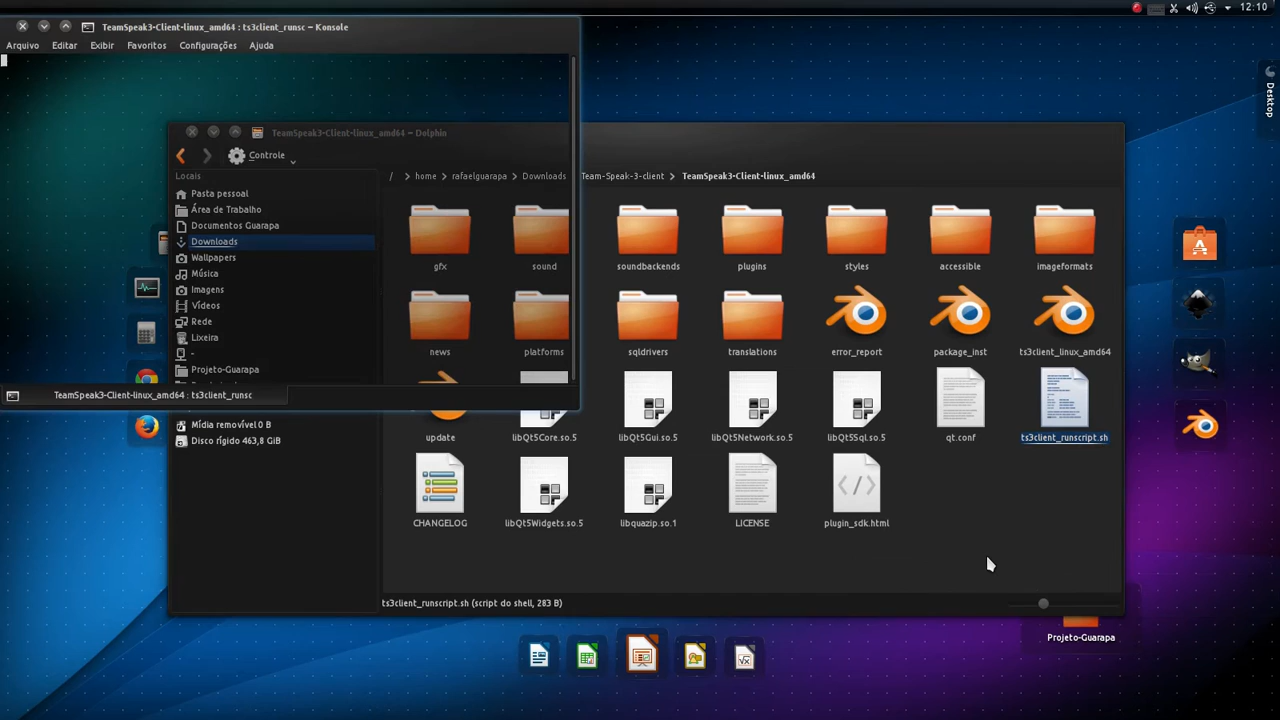 12:10
TeamSpeak3-Client-linux_amd64 : ts3client_runsc – Konsole
Arquivo Editar Exibir Favoritos Configurações Ajuda
Desktop
TeamSpeak3-Client-linux_amd64 – Dolphin
Controle
Locais
/ > home > rafaelguarapa > Downloads Team-Speak-3-client > TeamSpeak3-Client-linux_amd64
Pasta pessoal
Área de Trabalho
Documentos Guarapa
Downloads
Wallpapers
Música
Imagens
Vídeos
Rede
Lixeira
-
Projeto-Guarapa
gfx sound soundbackends plugins styles accessible imageformats
news platforms sqldrivers translations error_report package_inst ts3client_linux_amd64
TeamSpeak3-Client-linux_amd64 : ts3client_runsc
Mídia removível 0 B
Disco rígido 463,8 GiB
update libQt5Core.so.5 libQt5Gui.so.5 libQt5Network.so.5 libQt5Sql.so.5 qt.conf ts3client_runscript.sh
CHANGELOG libQt5Widgets.so.5 libquazip.so.1 LICENSE plugin_sdk.html
ts3client_runscript.sh (script do shell, 283 B)
Projeto-Guarapa